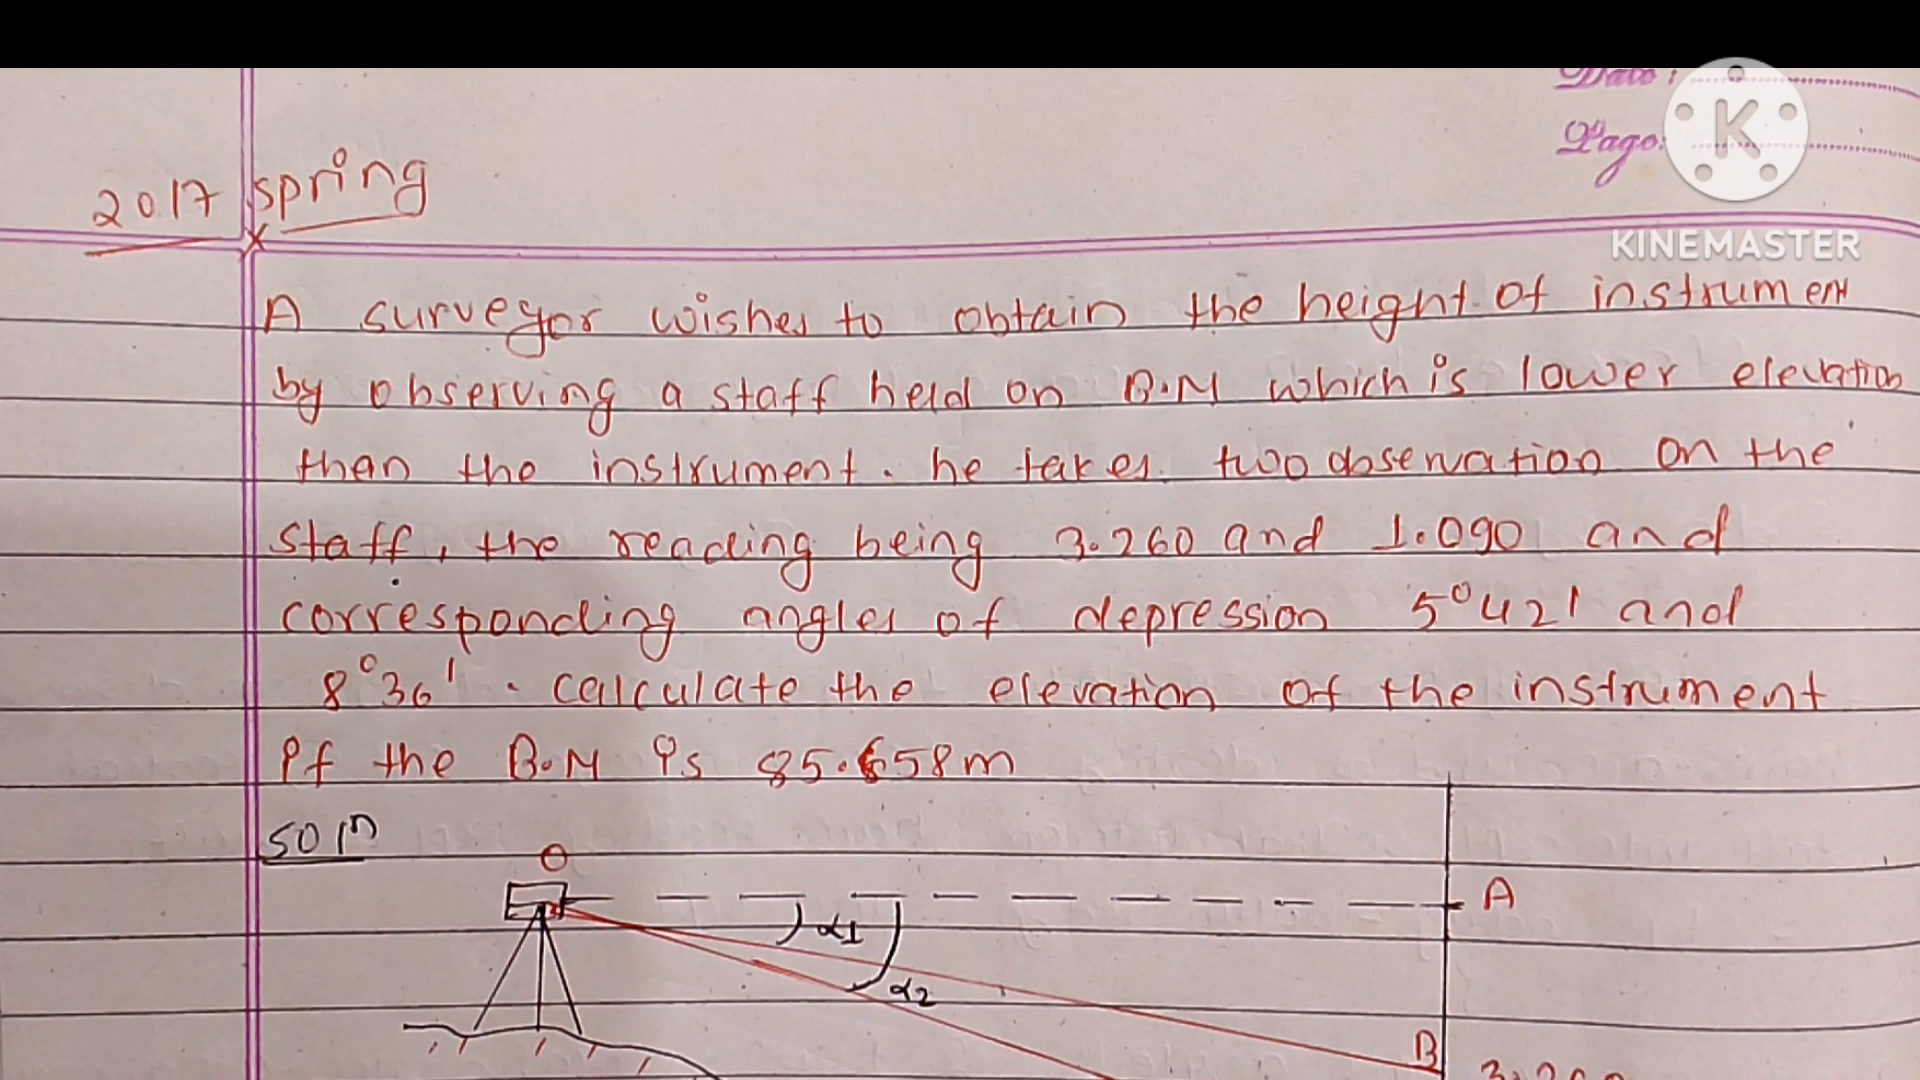 Date:
Page:
KINEMASTER
2017 spring
A surveyor wishes to obtain the height of instrument
by observing a staff held on B.M which is lower elevation
than the instrument. he takes two observation on the
staff, the reading being 3.260 and 1.090 and
corresponding angles of depression 5°42' and
8°36'. calculate the elevation of the instrument
if the B.M is 85.658m
Soln
O
A
α1
α2
B